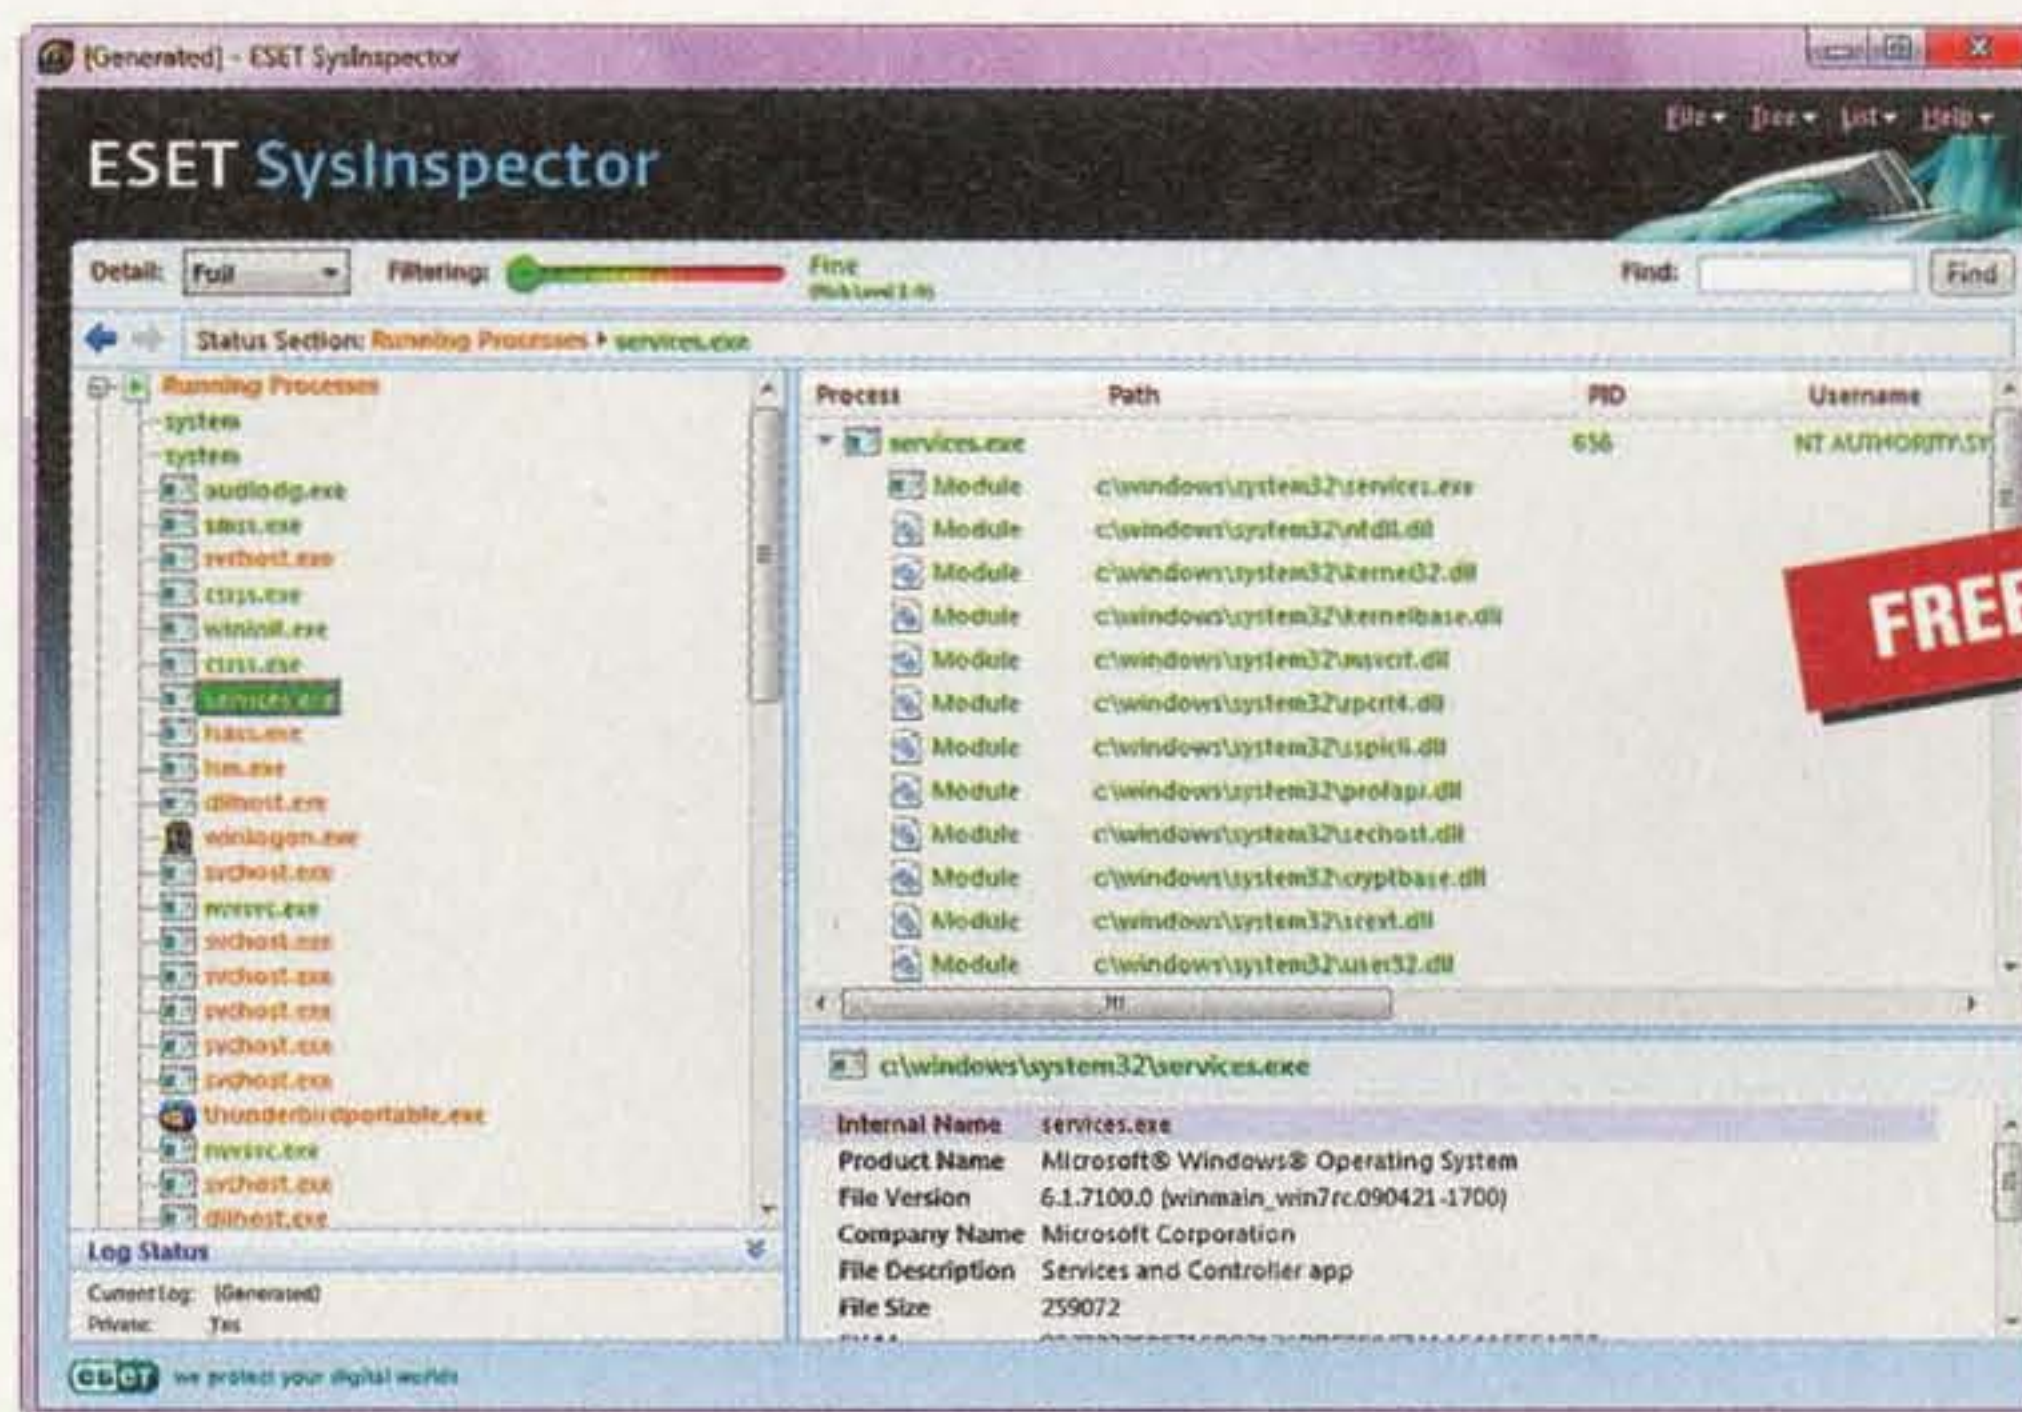 [Generated] - ESET SysInspector
File Tree List Help
ESET SysInspector
Detail: Full Filtering: Fine Find: Find
(Risk Level 1-9)
Status Section: Running Processes services.exe
Running Processes
system
system
audiodg.exe
smss.exe
svchost.exe
csrss.exe
wininit.exe
csrss.exe
services.exe
lsass.exe
lsm.exe
dllhost.exe
winlogon.exe
svchost.exe
nvvsvc.exe
svchost.exe
svchost.exe
svchost.exe
svchost.exe
svchost.exe
thunderbirdportable.exe
nvvsvc.exe
svchost.exe
dllhost.exe
Log Status
Current Log: [Generated]
Private: Yes
Process Path PID Username
services.exe 656 NT AUTHORITY\SY
Module c:\windows\system32\services.exe
Module c:\windows\system32\ntdll.dll
Module c:\windows\system32\kernel32.dll
Module c:\windows\system32\kernelbase.dll
Module c:\windows\system32\msvcrt.dll
Module c:\windows\system32\rpcrt4.dll
Module c:\windows\system32\sspicli.dll
Module c:\windows\system32\profapi.dll
Module c:\windows\system32\sechost.dll
Module c:\windows\system32\cryptbase.dll
Module c:\windows\system32\scext.dll
Module c:\windows\system32\user32.dll
FREE
c:\windows\system32\services.exe
Internal Name services.exe
Product Name Microsoft® Windows® Operating System
File Version 6.1.7100.0 (winmain_win7rc.090421-1700)
Company Name Microsoft Corporation
File Description Services and Controller app
File Size 259072
eseT we protect your digital worlds